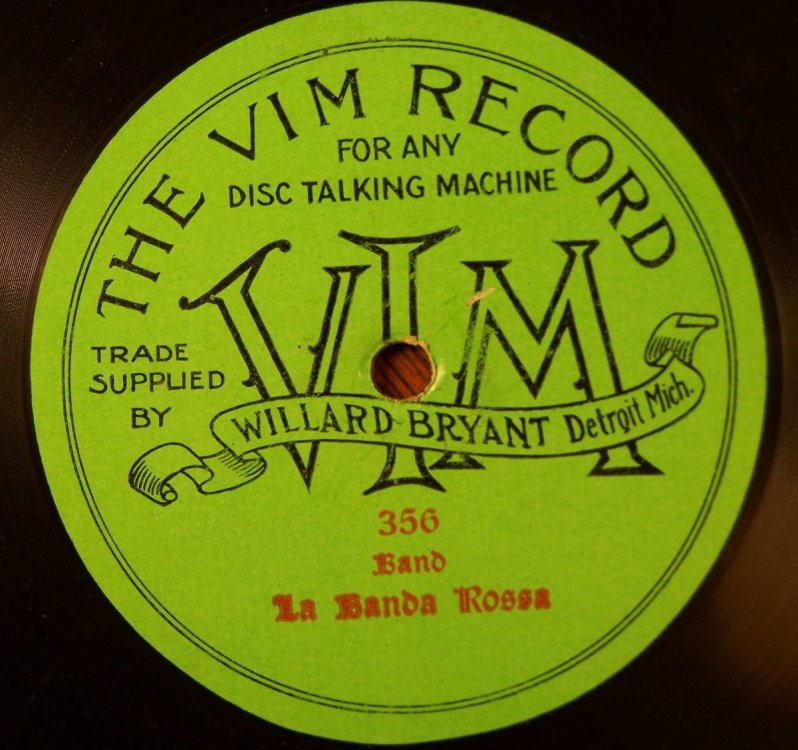 THE VIM RECORD
FOR ANY
DISC TALKING MACHINE
VIM
TRADE
SUPPLIED
BY
WILLARD BRYANT Detroit Mich.
356
Band
La Banda Rossa